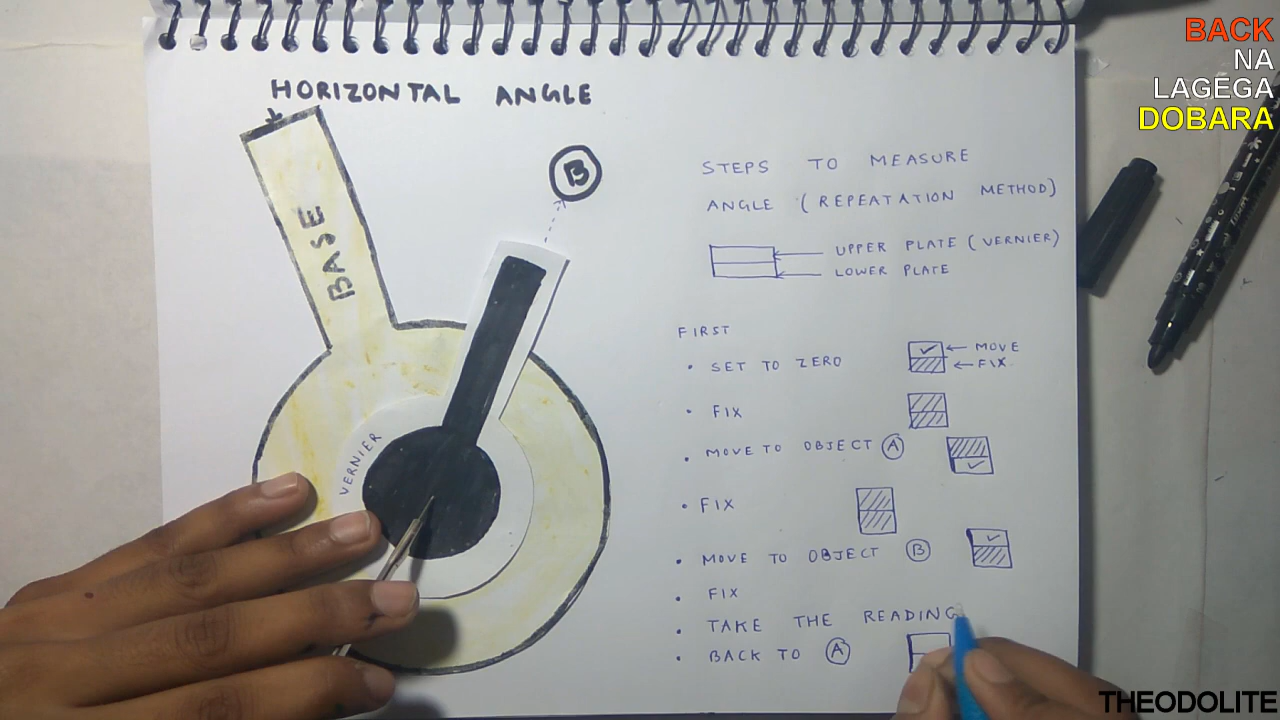 BACK
NA
LAGEGA
DOBARA
HORIZONTAL ANGLE
B
BASE
VERNIER
STEPS TO MEASURE
ANGLE (REPEATATION METHOD)
UPPER PLATE (VERNIER)
LOWER PLATE
FIRST
• SET TO ZERO
MOVE
FIX
• FIX
• MOVE TO OBJECT A
• FIX
• MOVE TO OBJECT B
• FIX
• TAKE THE READING
• BACK TO A
THEODOLITE